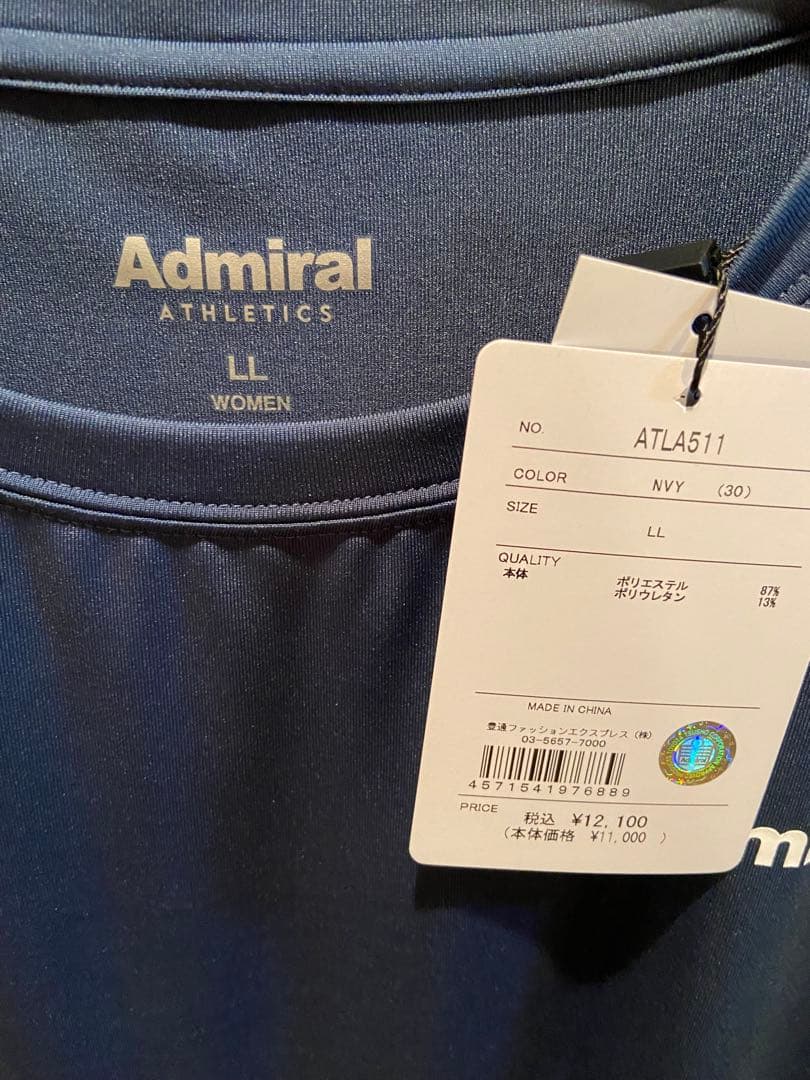 Admiral
ATHLETICS
LL
WOMEN
NO. ATLA511
COLOR NVY (30)
SIZE
LL
QUALITY
本体 ポリエステル 87%
ポリウレタン 13%
MADE IN CHINA
豊通ファッションエクスプレス(株)
03-5657-7000
4571541976889
PRICE 税込 ¥12,100
(本体価格 ¥11,000 )